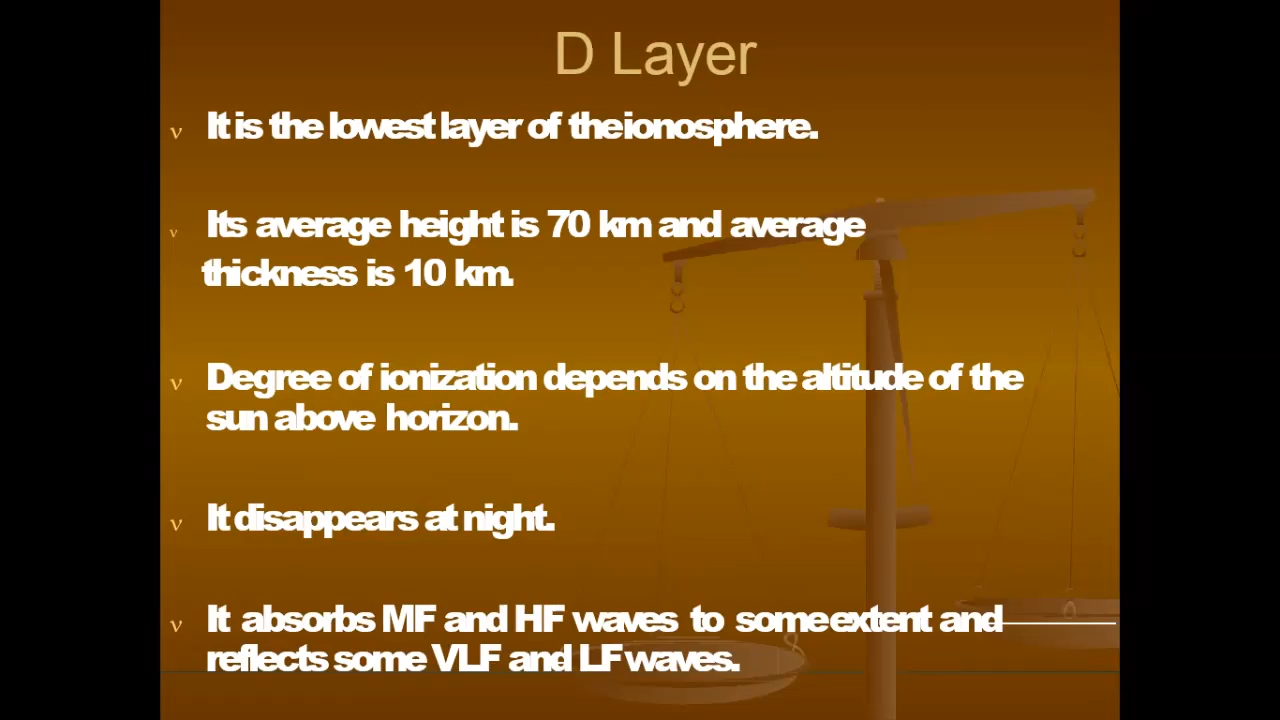 D Layer
v It is the lowest layer of the ionosphere.
v Its average height is 70 km and average
thickness is 10 km.
v Degree of ionization depends on the altitude of the
sun above horizon.
v It disappears at night.
v It absorbs MF and HF waves to some extent and
reflects some VLF and LF waves.